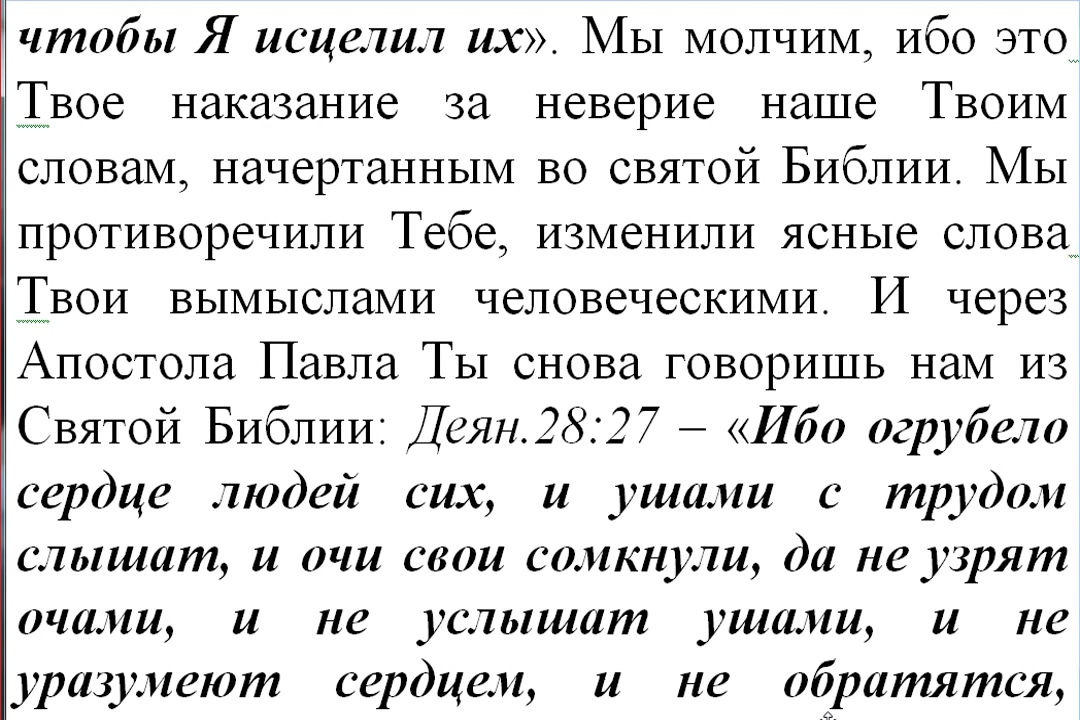 чтобы Я исцелил их». Мы молчим, ибо это
Твое наказание за неверие наше Твоим
словам, начертанным во святой Библии. Мы
противоречили Тебе, изменили ясные слова
Твои вымыслами человеческими. И через
Апостола Павла Ты снова говоришь нам из
Святой Библии: Деян.28:27 – «Ибо огрубело
сердце людей сих, и ушами с трудом
слышат, и очи свои сомкнули, да не узрят
очами, и не услышат ушами, и не
уразумеют сердцем, и не обратятся,